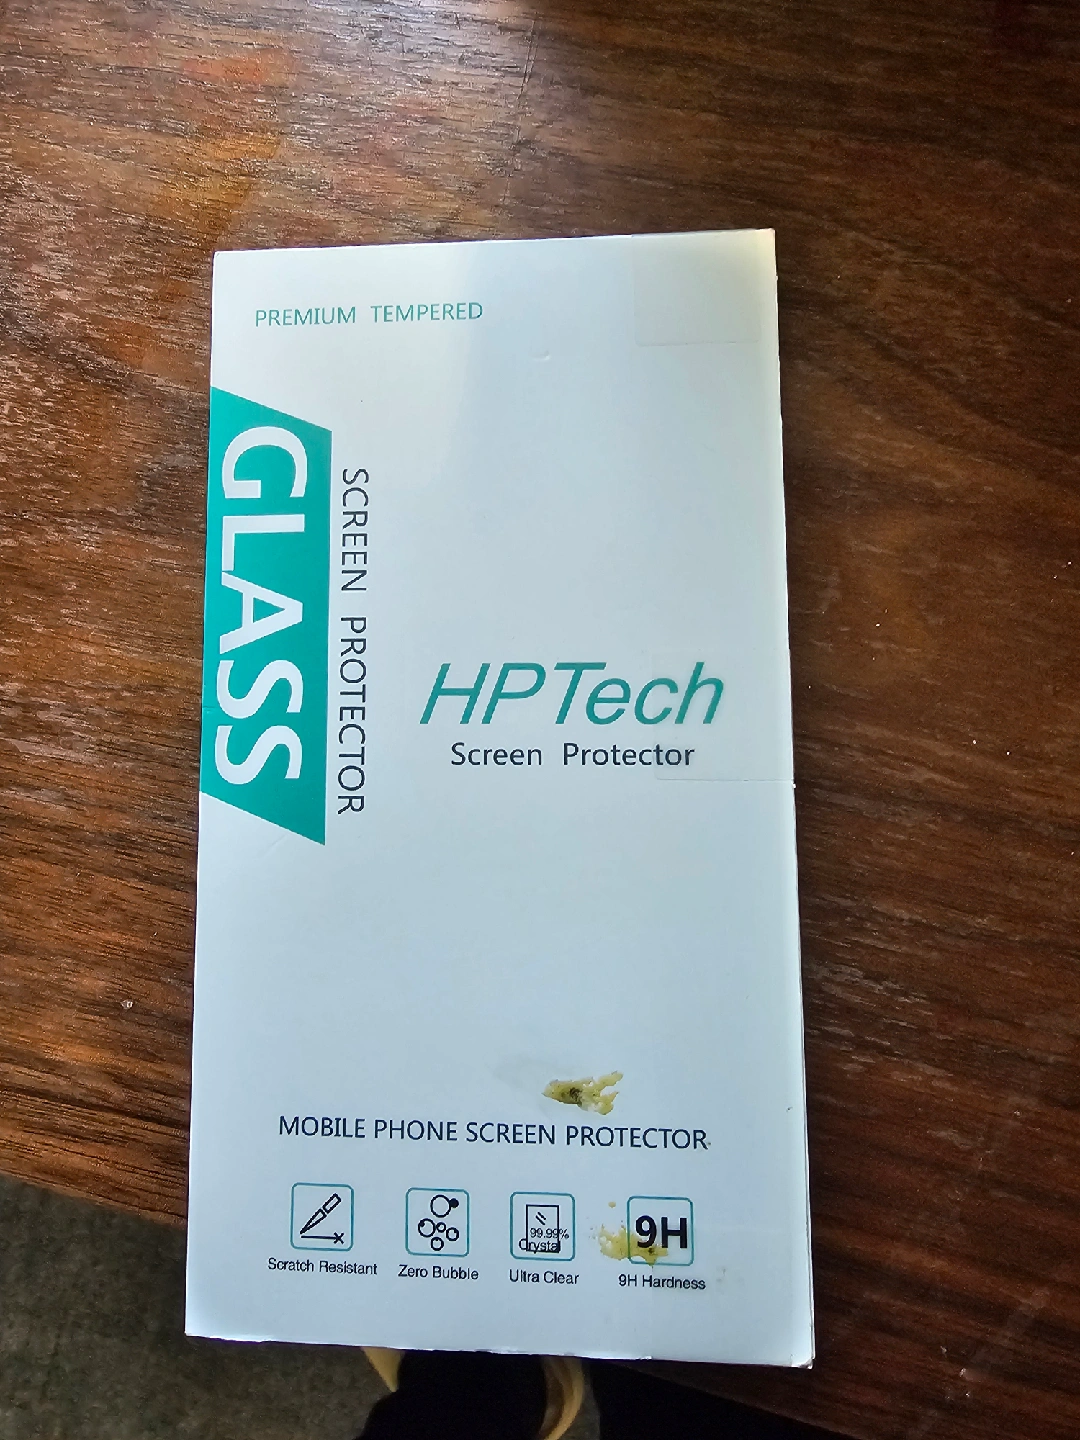 PREMIUM TEMPERED
GLASS
SCREEN PROTECTOR
HPTech
Screen Protector
MOBILE PHONE SCREEN PROTECTOR
99.99%
Crystal
9H
Scratch Resistant
Zero Bubble
Ultra Clear
9H Hardness